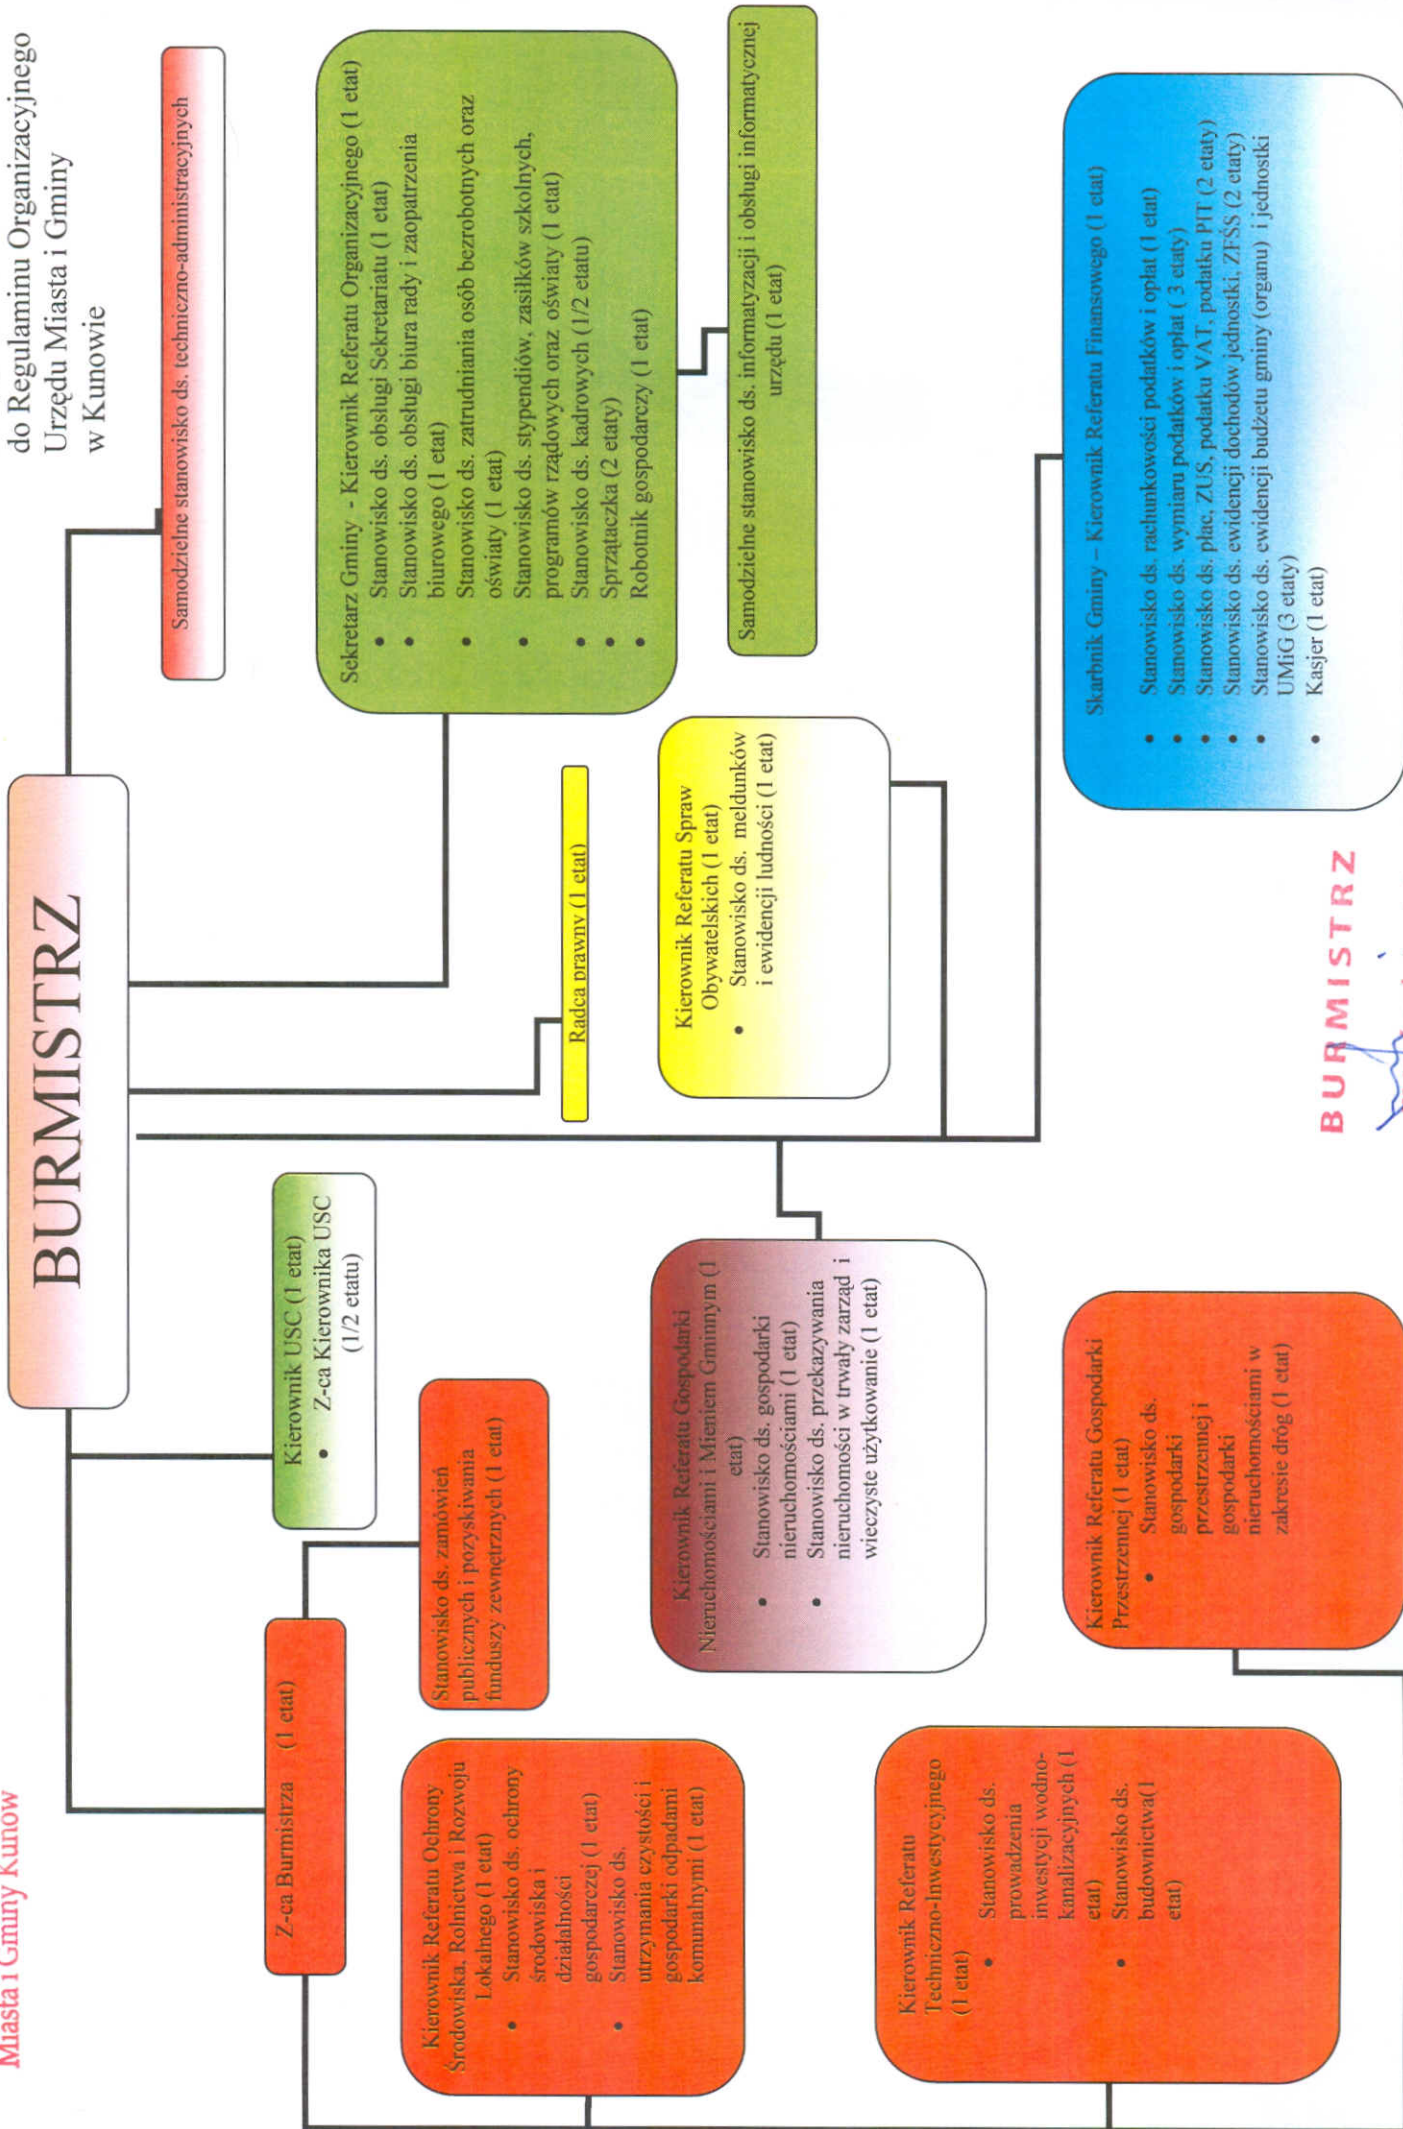 Miasta i Gminy Kunów
do Regulaminu Organizacyjnego
Urzędu Miasta i Gminy
w Kunowie
BURMISTRZ
Samodzielne stanowisko ds. techniczno-administracyjnych
Z-ca Burmistrza (1 etat)
Kierownik USC (1 etat)
• Z-ca Kierownika USC
(1/2 etatu)
Sekretarz Gminy - Kierownik Referatu Organizacyjnego (1 etat)
• Stanowisko ds. obsługi Sekretariatu (1 etat)
• Stanowisko ds. obsługi biura rady i zaopatrzenia
biurowego (1 etat)
• Stanowisko ds. zatrudniania osób bezrobotnych oraz
oświaty (1 etat)
• Stanowisko ds. stypendiów, zasiłków szkolnych,
programów rządowych oraz oświaty (1 etat)
• Stanowisko ds. kadrowych (1/2 etatu)
• Sprzątaczka (2 etaty)
• Robotnik gospodarczy (1 etat)
Stanowisko ds. zamówień
publicznych i pozyskiwania
funduszy zewnętrznych (1 etat)
Radca prawny (1 etat)
Samodzielne stanowisko ds. informatyzacji i obsługi informatycznej
urzędu (1 etat)
Kierownik Referatu Ochrony
Środowiska, Rolnictwa i Rozwoju
Lokalnego (1 etat)
• Stanowisko ds. ochrony
środowiska i
działalności
gospodarczej (1 etat)
• Stanowisko ds.
utrzymania czystości i
gospodarki odpadami
komunalnymi (1 etat)
Kierownik Referatu Gospodarki
Nieruchomościami i Mieniem Gminnym (1
etat)
• Stanowisko ds. gospodarki
nieruchomościami (1 etat)
• Stanowisko ds. przekazywania
nieruchomości w trwały zarząd i
wieczyste użytkowanie (1 etat)
Kierownik Referatu Spraw
Obywatelskich (1 etat)
• Stanowisko ds. meldunków
i ewidencji ludności (1 etat)
Kierownik Referatu
Techniczno-Inwestycyjnego
(1 etat)
• Stanowisko ds.
prowadzenia
inwestycji wodno-
kanalizacyjnych (1
etat)
• Stanowisko ds.
budownictwa(1
etat)
Kierownik Referatu Gospodarki
Przestrzennej (1 etat)
• Stanowisko ds.
gospodarki
przestrzennej i
gospodarki
nieruchomościami w
zakresie dróg (1 etat)
Skarbnik Gminy – Kierownik Referatu Finansowego (1 etat)
• Stanowisko ds. rachunkowości podatków i opłat (1 etat)
• Stanowisko ds. wymiaru podatków i opłat ( 3 etaty)
• Stanowisko ds. płac, ZUS, podatku VAT, podatku PIT (2 etaty)
• Stanowisko ds. ewidencji dochodów jednostki, ZFŚS (2 etaty)
• Stanowisko ds. ewidencji budżetu gminy (organu) i jednostki
UMiG (3 etaty)
• Kasjer (1 etat)
BURMISTRZ